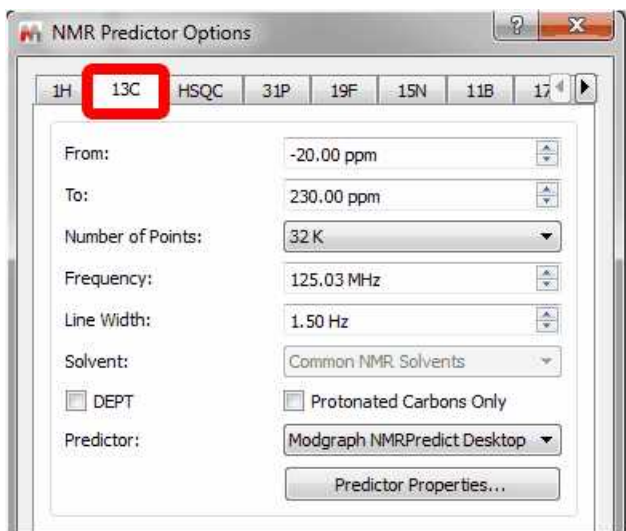 NMR Predictor Options
1H 13C HSQC 31P 19F 15N 11B 17
From: -20.00 ppm
To: 230.00 ppm
Number of Points: 32 K
Frequency: 125.03 MHz
Line Width: 1.50 Hz
Solvent: Common NMR Solvents
DEPT Protonated Carbons Only
Predictor: Modgraph NMRPredict Desktop
Predictor Properties...